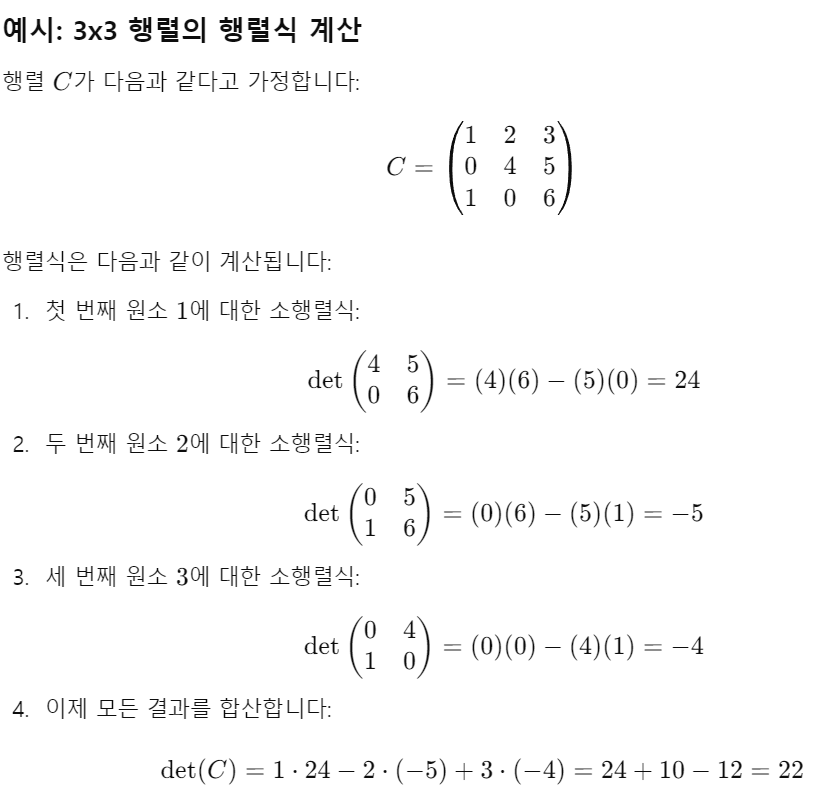 예시: 3x3 행렬의 행렬식 계산
행렬 C가 다음과 같다고 가정합니다:
C = \begin{pmatrix} 1 & 2 & 3 \\ 0 & 4 & 5 \\ 1 & 0 & 6 \end{pmatrix}
행렬식은 다음과 같이 계산됩니다:
1. 첫 번째 원소 1에 대한 소행렬식:
det \begin{pmatrix} 4 & 5 \\ 0 & 6 \end{pmatrix} = (4)(6) − (5)(0) = 24
2. 두 번째 원소 2에 대한 소행렬식:
det \begin{pmatrix} 0 & 5 \\ 1 & 6 \end{pmatrix} = (0)(6) − (5)(1) = −5
3. 세 번째 원소 3에 대한 소행렬식:
det \begin{pmatrix} 0 & 4 \\ 1 & 0 \end{pmatrix} = (0)(0) − (4)(1) = −4
4. 이제 모든 결과를 합산합니다:
det(C) = 1 · 24 − 2 · (−5) + 3 · (−4) = 24 + 10 − 12 = 22